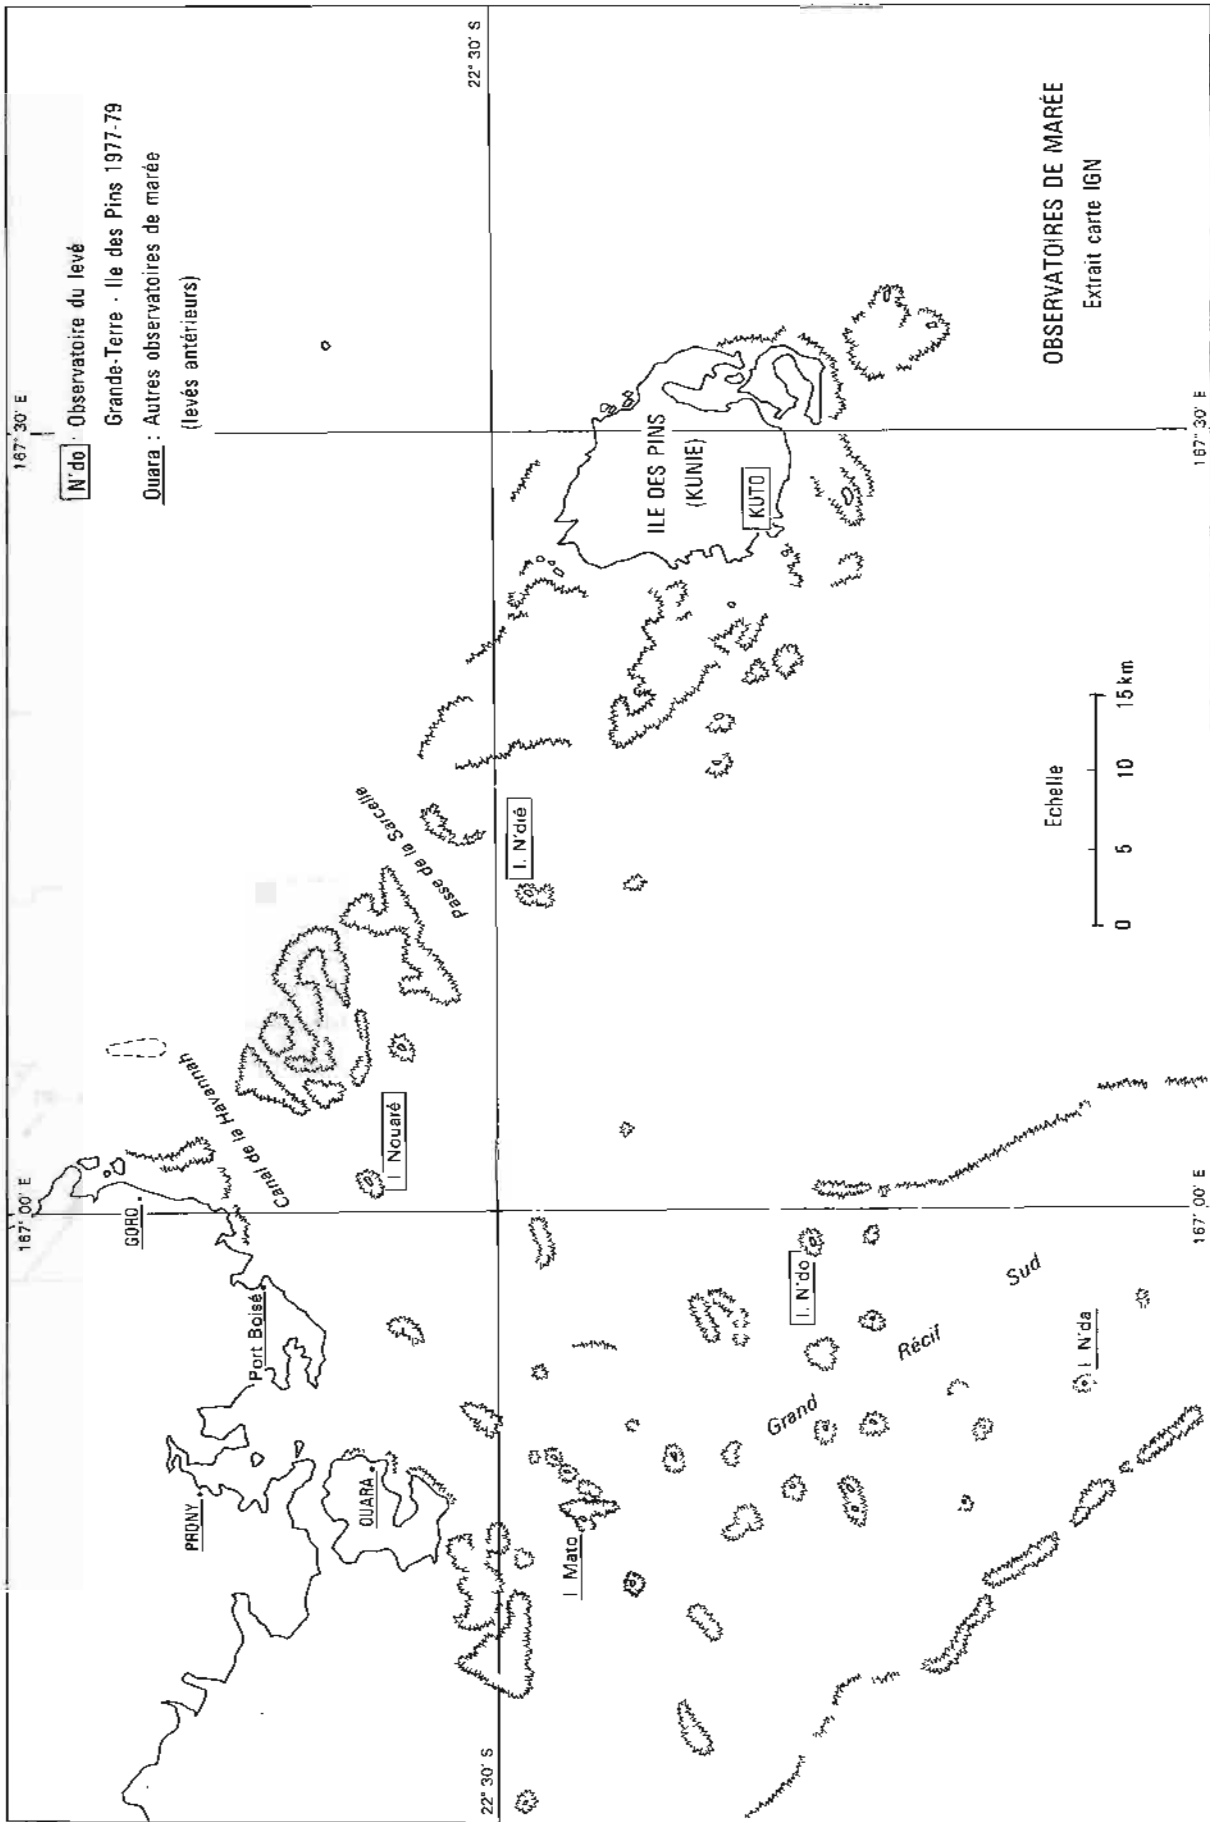 167° 00' E
167° 30' E
N'do : Observatoire du levé
Grande-Terre - Ile des Pins 1977-79
Ouara : Autres observatoires de marée
(levés antérieurs)
GORO
PRONY
Port Boisé
Canal de la Havannah
OUARA
I Nouaré
Passe de la Sarcelle
22° 30' S
22° 30' S
I. N'dié
I Mato
ILE DES PINS
(KUNIE)
KUTO
I. N'do
Grand
Récif
Sud
I N'da
Echelle
0 5 10 15 km
OBSERVATOIRES DE MARÉE
Extrait carte IGN
167° 00' E
167° 30' E